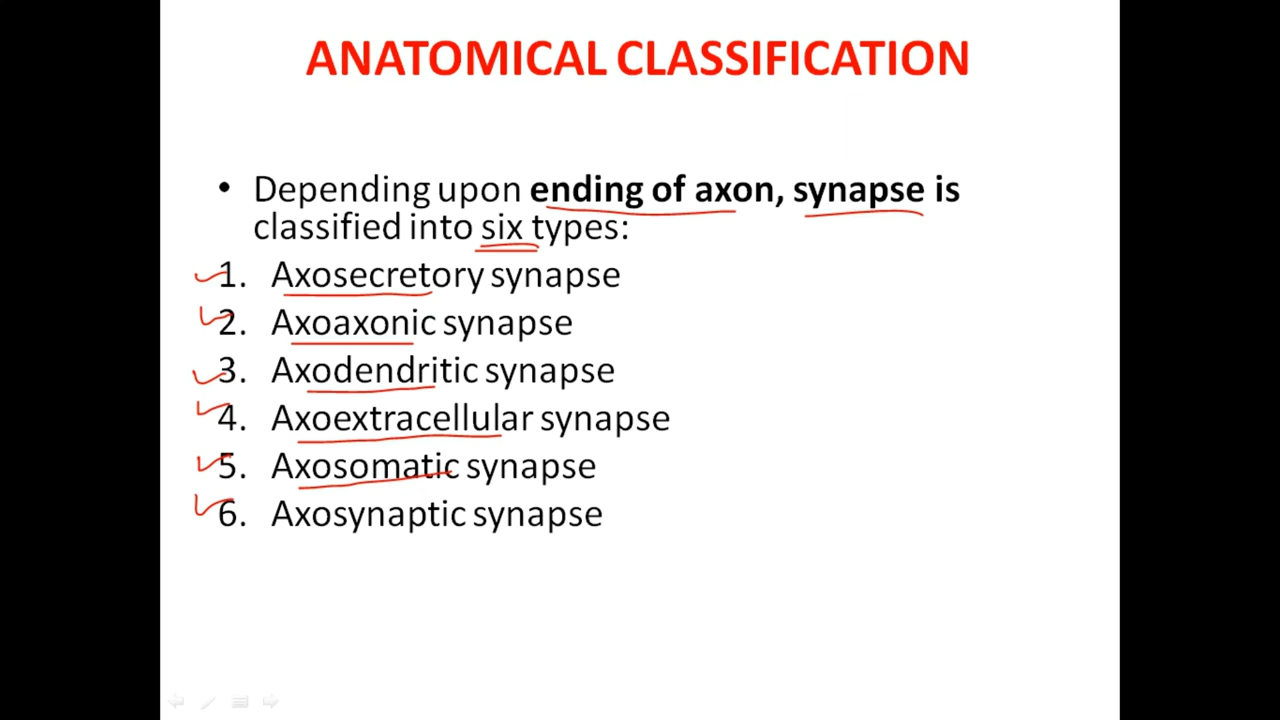 ANATOMICAL CLASSIFICATION
• Depending upon ending of axon, synapse is
classified into six types:
1. Axosecretory synapse
2. Axoaxonic synapse
3. Axodendritic synapse
4. Axoextracellular synapse
5. Axosomatic synapse
6. Axosynaptic synapse